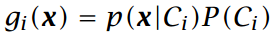 gᵢ(x) = p(x|Cᵢ)P(Cᵢ)